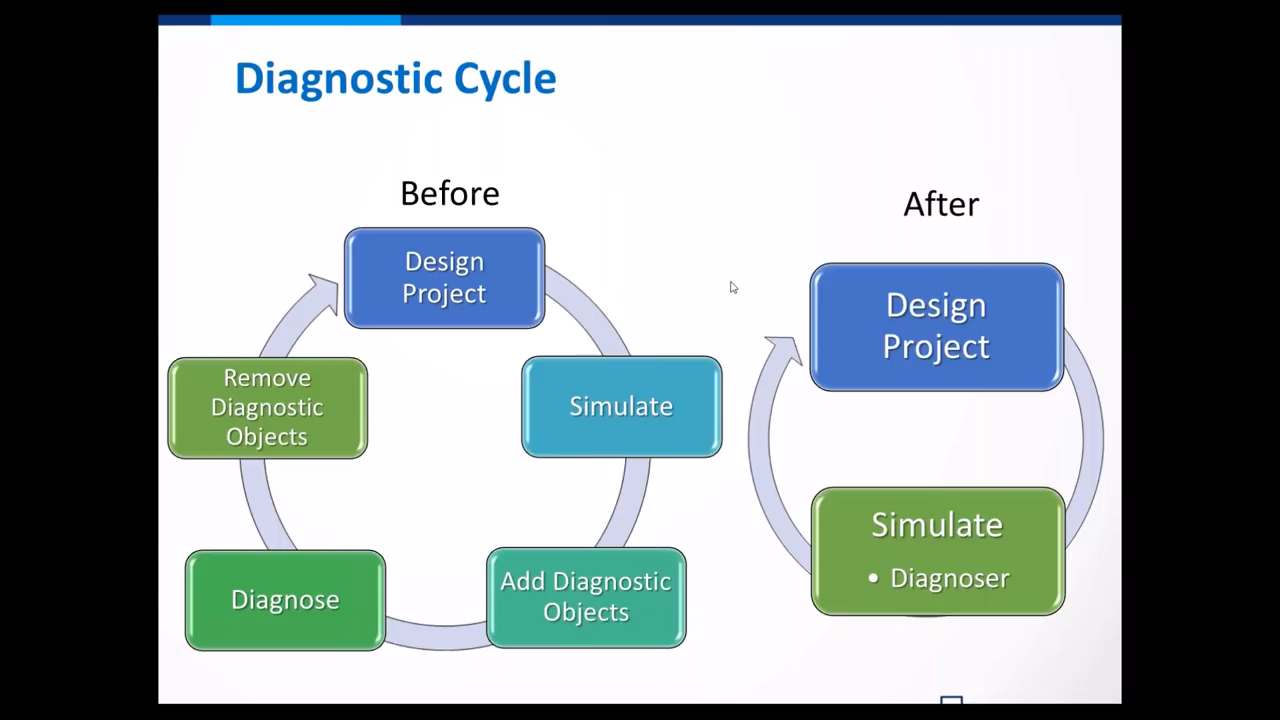 Diagnostic Cycle
Before
Design
Project
Simulate
Add Diagnostic
Objects
Diagnose
Remove
Diagnostic
Objects
After
Design
Project
Simulate
• Diagnoser